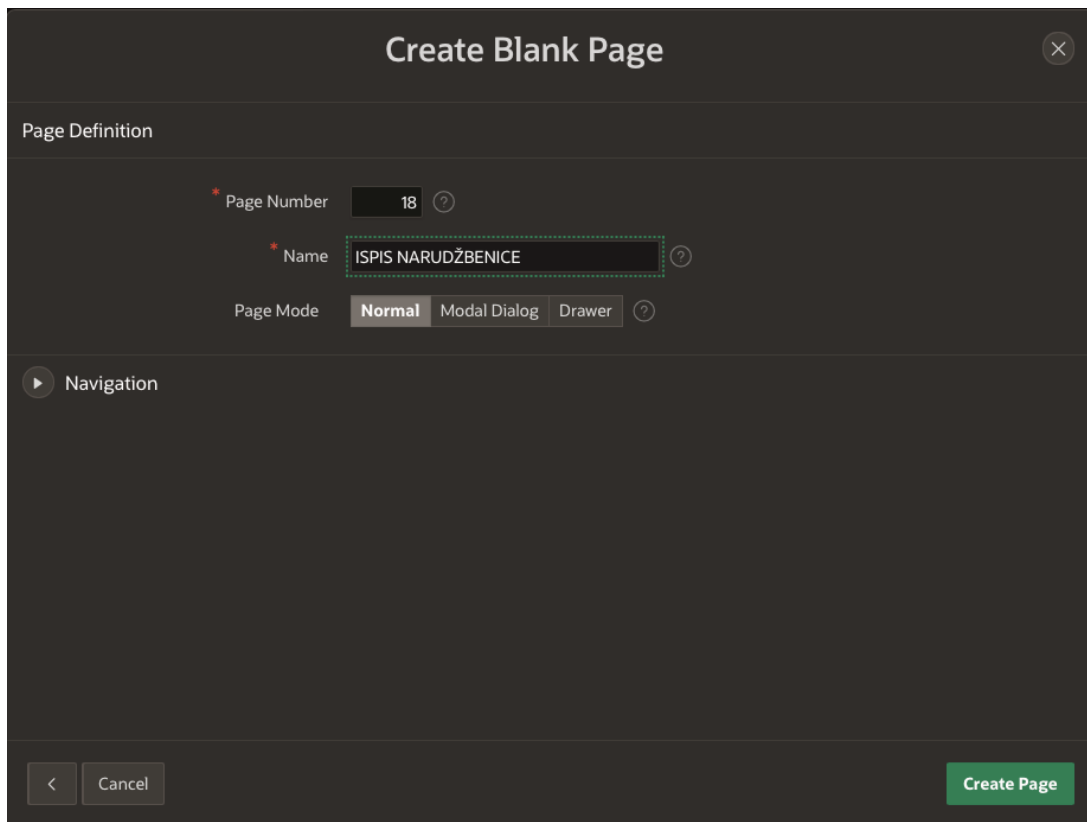 Create Blank Page
Page Definition
* Page Number 18 ?
* Name ISPIS NARUDŽBENICE ?
Page Mode Normal Modal Dialog Drawer ?
Navigation
Cancel Create Page